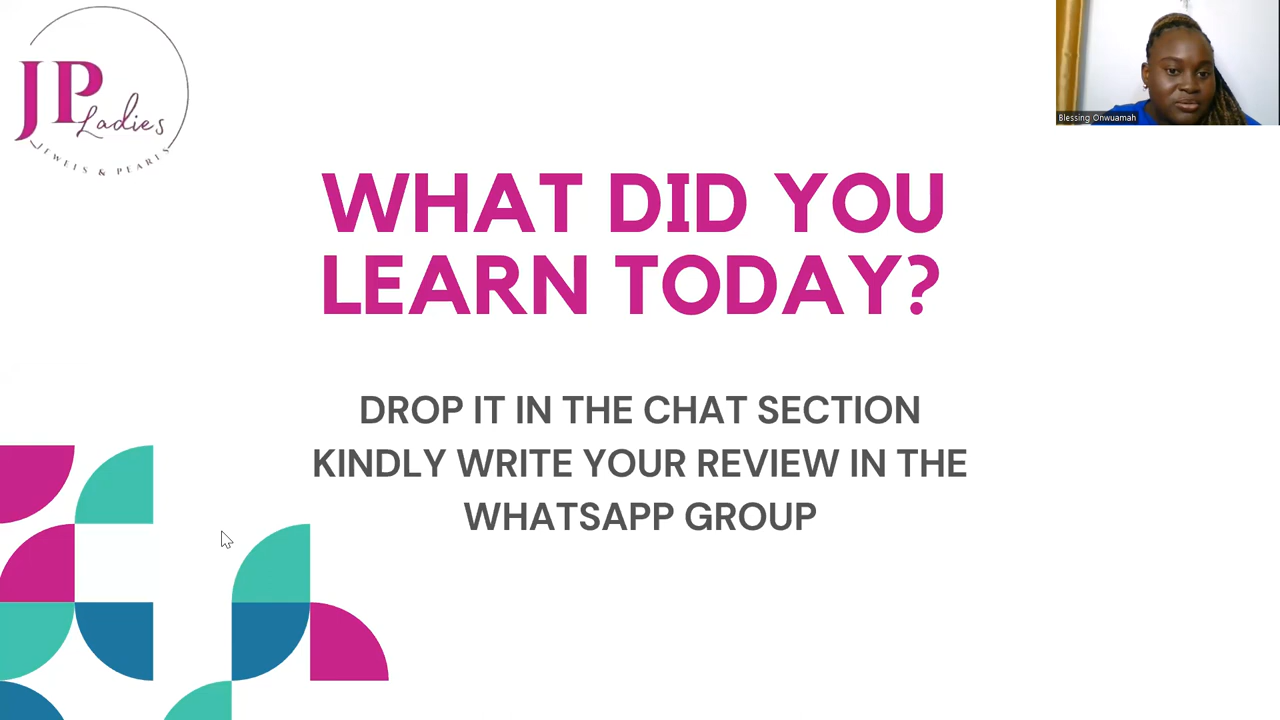 JP
Ladies
JEWELS & PEARLS
Blessing Onwuamah
WHAT DID YOU
LEARN TODAY?
DROP IT IN THE CHAT SECTION
KINDLY WRITE YOUR REVIEW IN THE
WHATSAPP GROUP